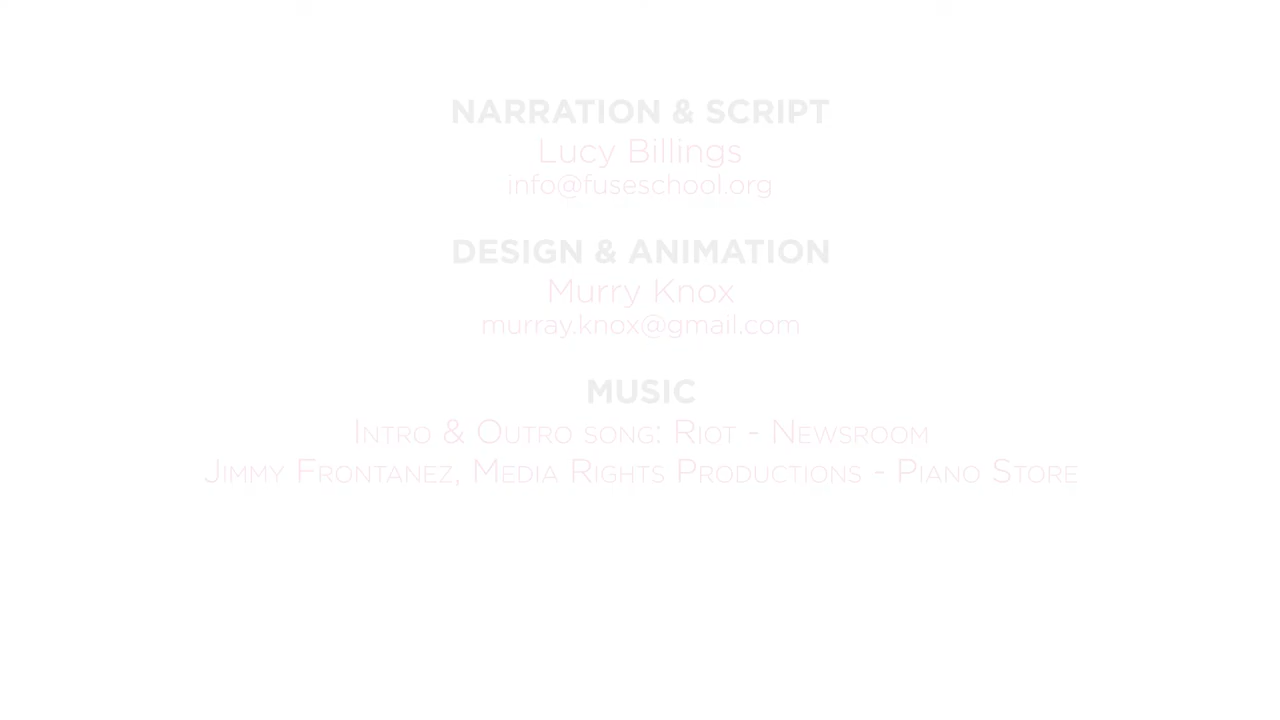 NARRATION & SCRIPT
Lucy Billings
info@fuseschool.org
DESIGN & ANIMATION
Murry Knox
murray.knox@gmail.com
MUSIC
Intro & Outro song: Riot - Newsroom
Jimmy Frontanez, Media Rights Productions - Piano Store